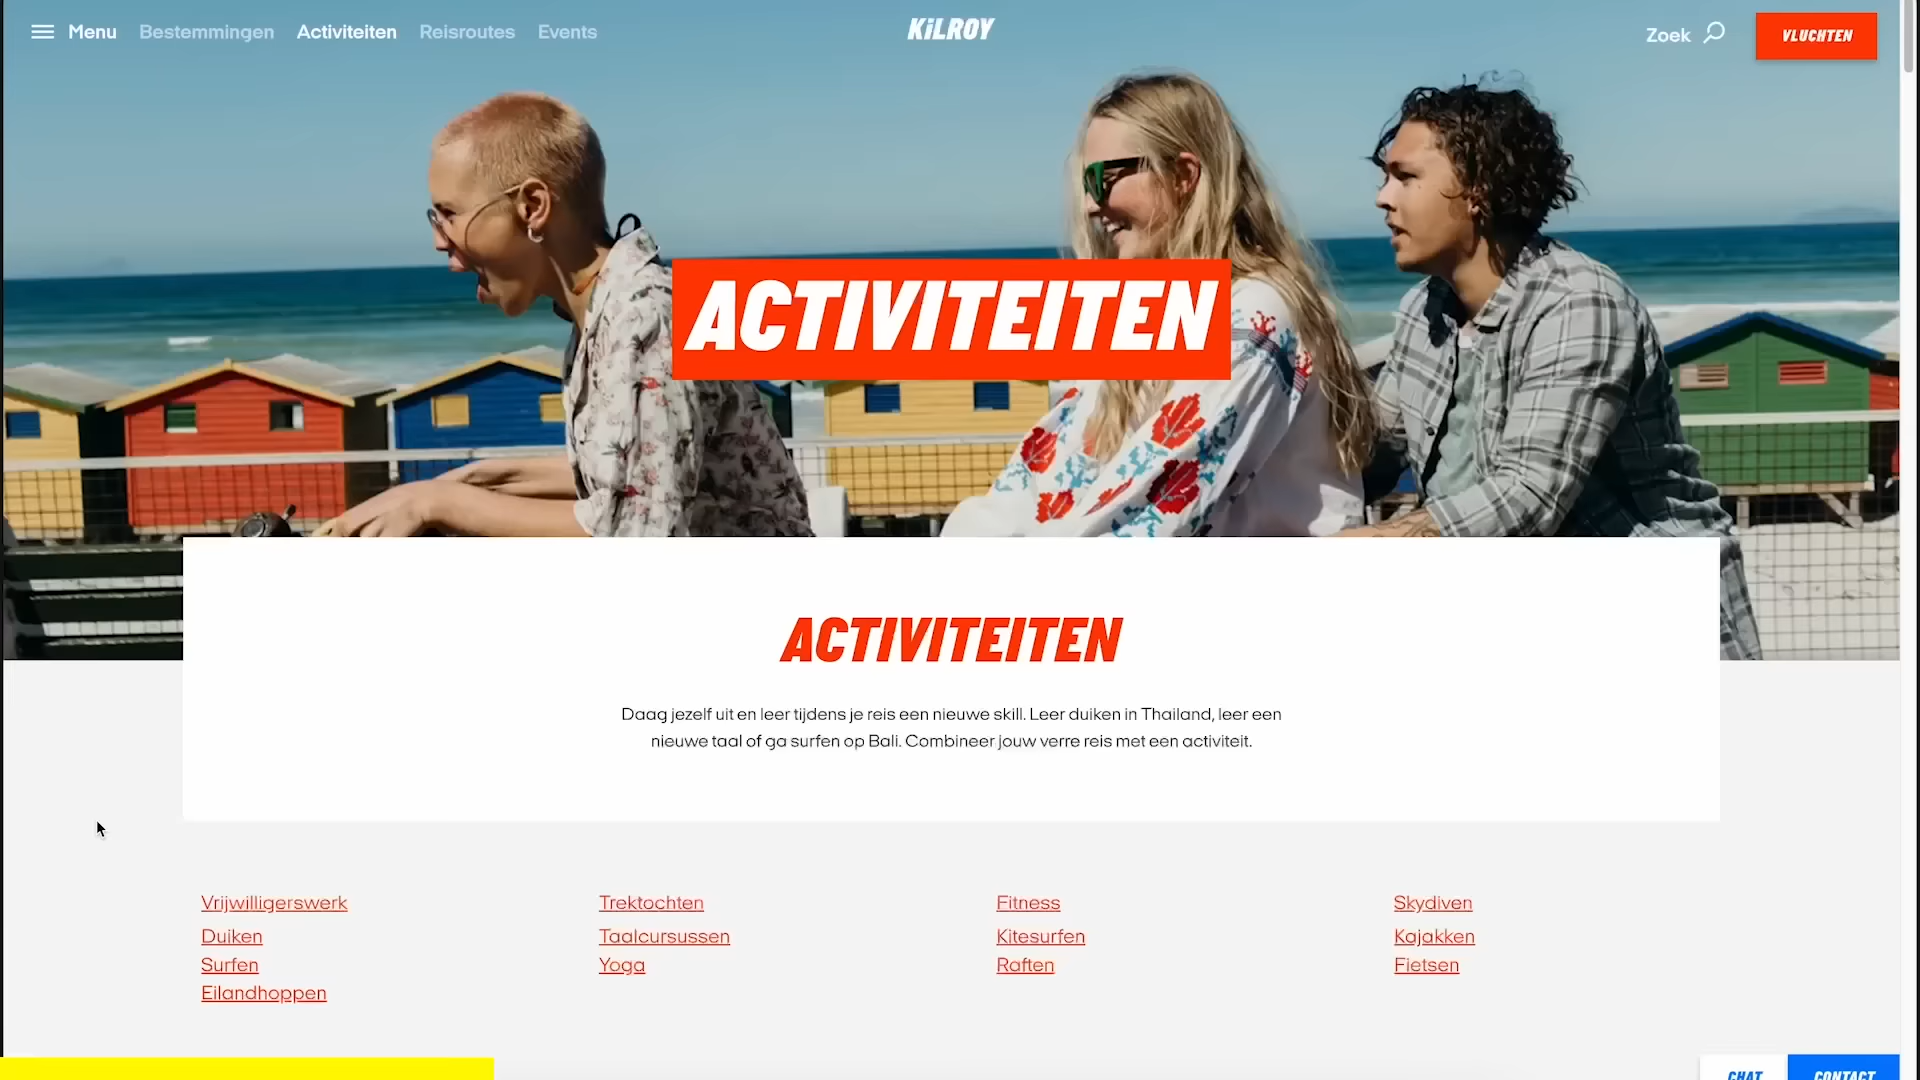 Menu Bestemmingen Activiteiten Reisroutes Events
KiLROY
Zoek
VLUCHTEN
ACTIVITEITEN
ACTIVITEITEN
Daag jezelf uit en leer tijdens je reis een nieuwe skill. Leer duiken in Thailand, leer een
nieuwe taal of ga surfen op Bali. Combineer jouw verre reis met een activiteit.
Vrijwilligerswerk
Duiken
Surfen
Eilandhoppen
Trektochten
Taalcursussen
Yoga
Fitness
Kitesurfen
Raften
Skydiven
Kajakken
Fietsen
CHAT
CONTACT